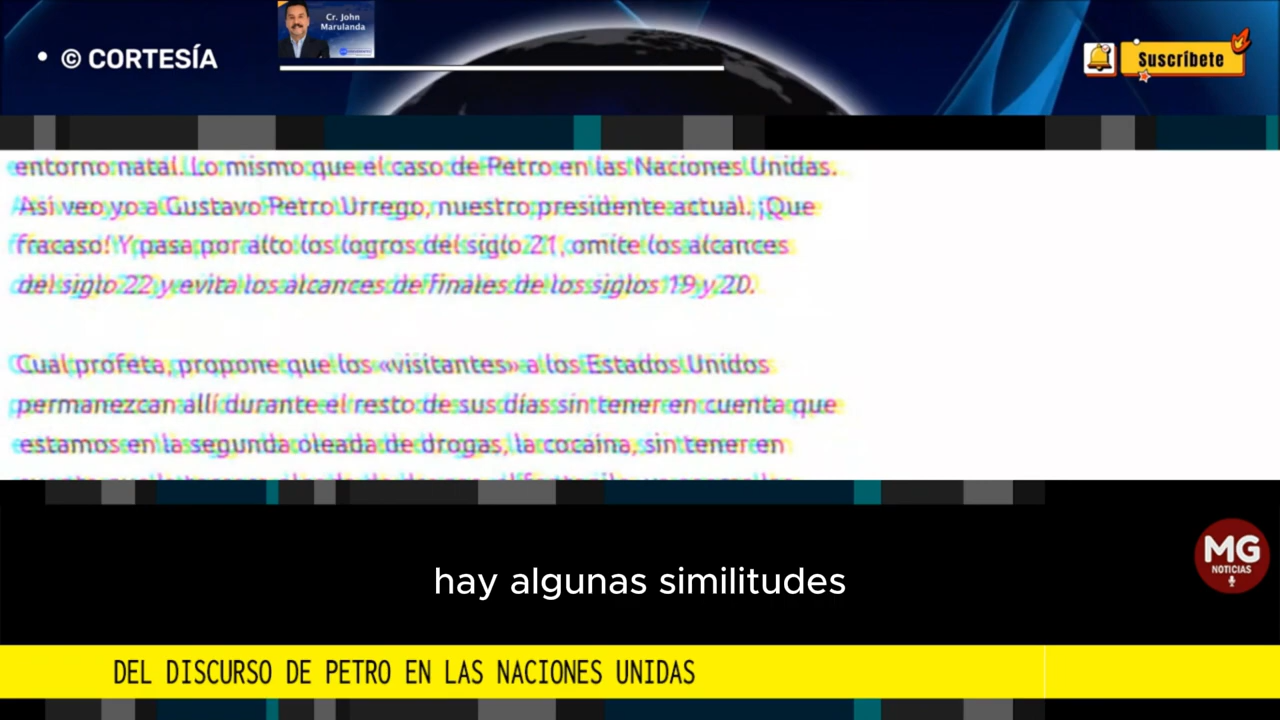 • © CORTESÍA
Cr. John
Marulanda
Suscríbete
entorno natal. Lo mismo que el caso de Petro en las Naciones Unidas.
Asi veo yo a Gustavo Petro Urrego, nuestro presidente actual. ¡Que
fracaso! Y pasa por alto los logros del siglo 21, omite los alcances
del siglo 22 y evita los alcances de finales de los siglos 19 y 20.
Cual profeta, propone que los «visitantes» a los Estados Unidos
permanezcan allí durante el resto de sus días sin tener en cuenta que
estamos en la segunda oleada de drogas, la cocaína, sin tener en
hay algunas similitudes
MG
NOTICIAS
DEL DISCURSO DE PETRO EN LAS NACIONES UNIDAS